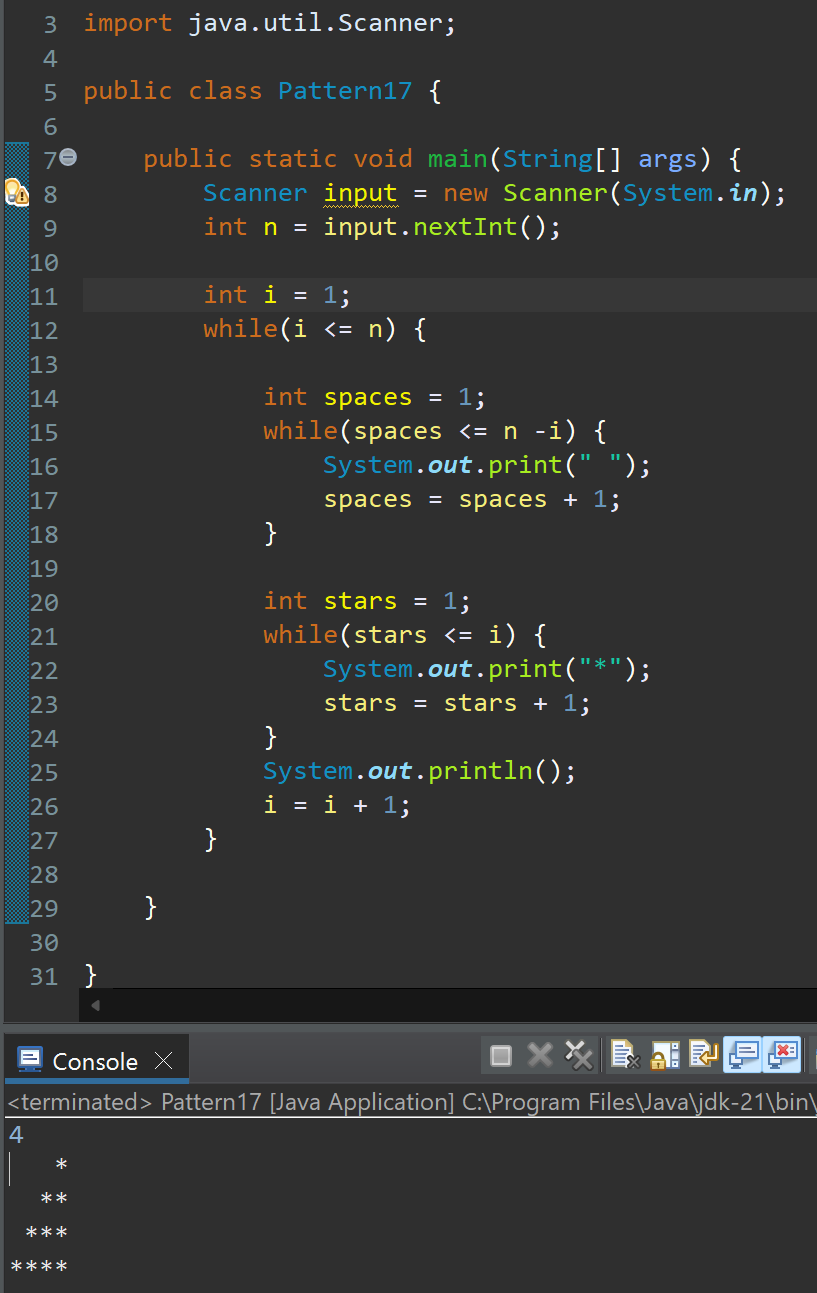 3 import java.util.Scanner;
4
5 public class Pattern17 {
6
7     public static void main(String[] args) {
8         Scanner input = new Scanner(System.in);
9         int n = input.nextInt();
10
11         int i = 1;
12         while(i <= n) {
13
14             int spaces = 1;
15             while(spaces <= n -i) {
16                 System.out.print(" ");
17                 spaces = spaces + 1;
18             }
19
20             int stars = 1;
21             while(stars <= i) {
22                 System.out.print("*");
23                 stars = stars + 1;
24             }
25             System.out.println();
26             i = i + 1;
27         }
28
29     }
30
31 }
Console
<terminated> Pattern17 [Java Application] C:\Program Files\Java\jdk-21\bin\
4
   *
  **
 ***
****